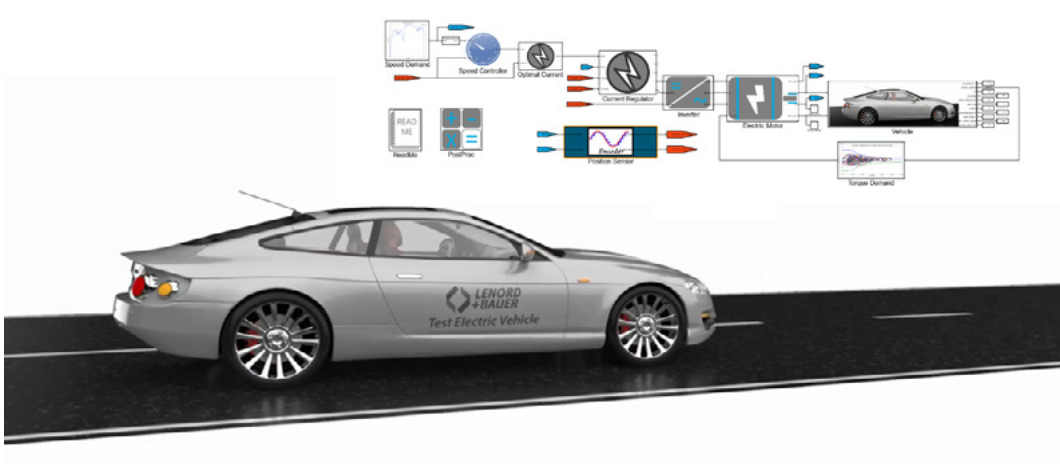 Speed Demand
Speed Controller
Optimal Current
Current Regulator
Inverter
Electric Motor
Vehicle
READ
ME
ReadMe
PostProc
Encoder
Position Sensor
Torque Demand
LENORD
+BAUER
Test Electric Vehicle